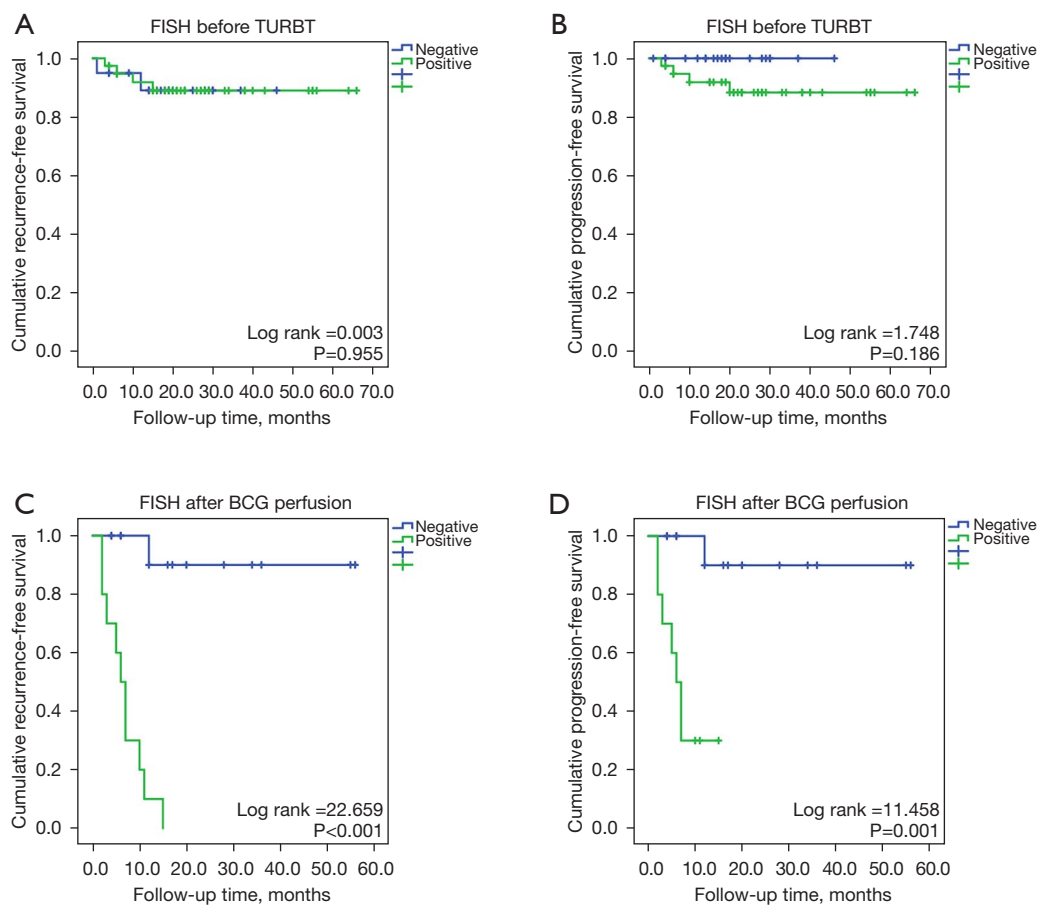 A
FISH before TURBT
Cumulative recurrence-free survival
1.0
0.8
0.6
0.4
0.2
0.0
Negative
Positive
Log rank =0.003
P=0.955
0.0 10.0 20.0 30.0 40.0 50.0 60.0 70.0
Follow-up time, months
B
FISH before TURBT
Cumulative progression-free survival
1.0
0.8
0.6
0.4
0.2
0.0
Negative
Positive
Log rank =1.748
P=0.186
0.0 10.0 20.0 30.0 40.0 50.0 60.0 70.0
Follow-up time, months
C
FISH after BCG perfusion
Cumulative recurrence-free survival
1.0
0.8
0.6
0.4
0.2
0.0
Negative
Positive
Log rank =22.659
P<0.001
0.0 10.0 20.0 30.0 40.0 50.0 60.0
Follow-up time, months
D
FISH after BCG perfusion
Cumulative progression-free survival
1.0
0.8
0.6
0.4
0.2
0.0
Negative
Positive
Log rank =11.458
P=0.001
0.0 10.0 20.0 30.0 40.0 50.0 60.0
Follow-up time, months